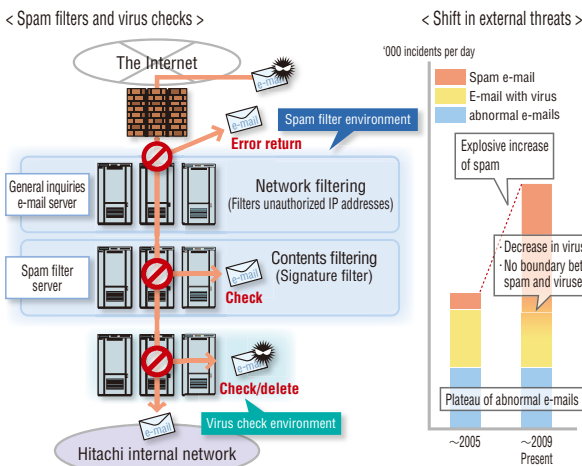 < Spam filters and virus checks >
The Internet
e-mail
e-mail
Error return
Spam filter environment
General inquiries
e-mail server
Network filtering
(Filters unauthorized IP addresses)
Spam filter
server
Contents filtering
(Signature filter)
e-mail
Check
e-mail
Check/delete
Virus check environment
e-mail
Hitachi internal network
< Shift in external threats >
'000 incidents per day
Spam e-mail
E-mail with virus
abnormal e-mails
Explosive increase
of spam
· Decrease in virus
· No boundary bet
spam and viruse
Plateau of abnormal e-mails
～2005
～2009
Present